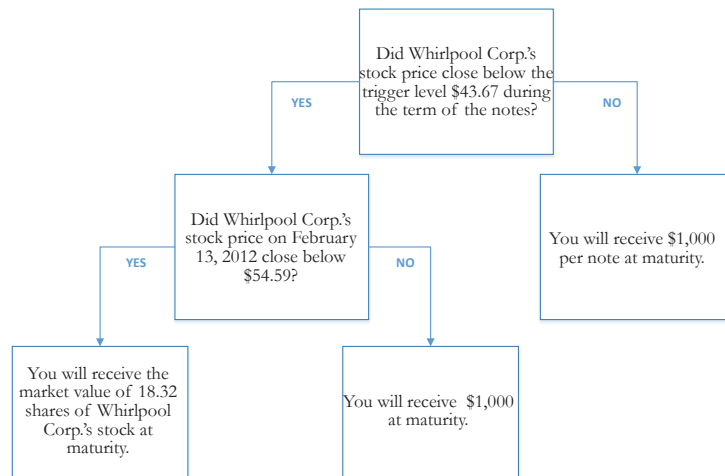 Did Whirlpool Corp.'s
stock price close below the
trigger level $43.67 during
the term of the notes?
YES
NO
Did Whirlpool Corp.'s
stock price on February
13, 2012 close below
$54.59?
You will receive $1,000
per note at maturity.
YES
NO
You will receive the
market value of 18.32
shares of Whirlpool
Corp.'s stock at
maturity.
You will receive $1,000
at maturity.